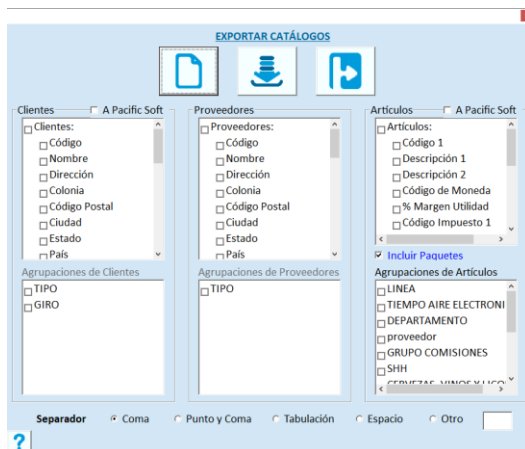 EXPORTAR CATÁLOGOS
Clientes
A Pacific Soft
Clientes:
Código
Nombre
Dirección
Colonia
Código Postal
Ciudad
Estado
País
Agrupaciones de Clientes
TIPO
GIRO
Proveedores
Proveedores:
Código
Nombre
Dirección
Colonia
Código Postal
Ciudad
Estado
País
Agrupaciones de Proveedores
TIPO
Artículos
A Pacific Soft
Artículos:
Código 1
Descripción 1
Descripción 2
Código de Moneda
% Margen Utilidad
Código Impuesto 1
Incluir Paquetes
Agrupaciones de Artículos
LINEA
TIEMPO AIRE ELECTRONI
DEPARTAMENTO
proveedor
GRUPO COMISIONES
SHH
CERVEZAS, VINOS Y LICO
Separador Coma Punto y Coma Tabulación Espacio Otro
?